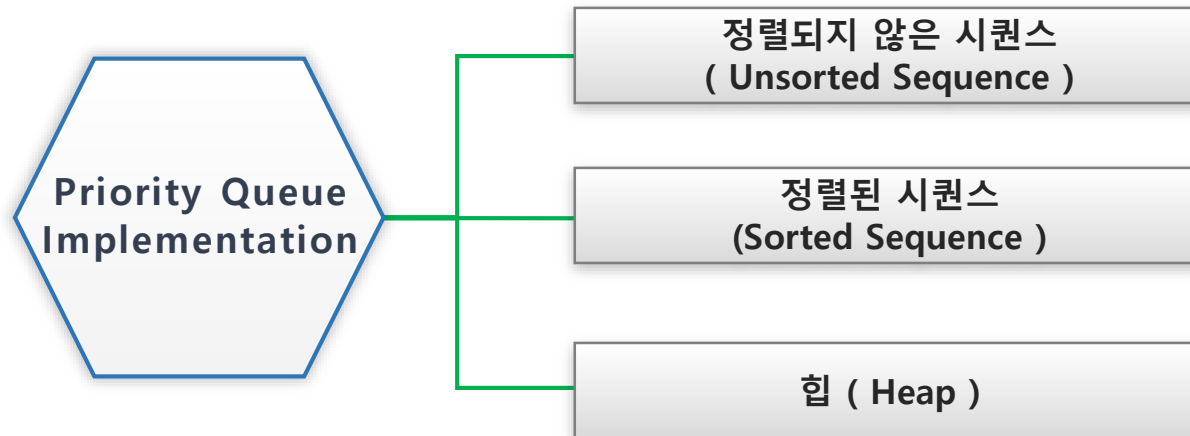 Priority Queue
Implementation
정렬되지 않은 시퀀스
( Unsorted Sequence )
정렬된 시퀀스
(Sorted Sequence )
힙 ( Heap )